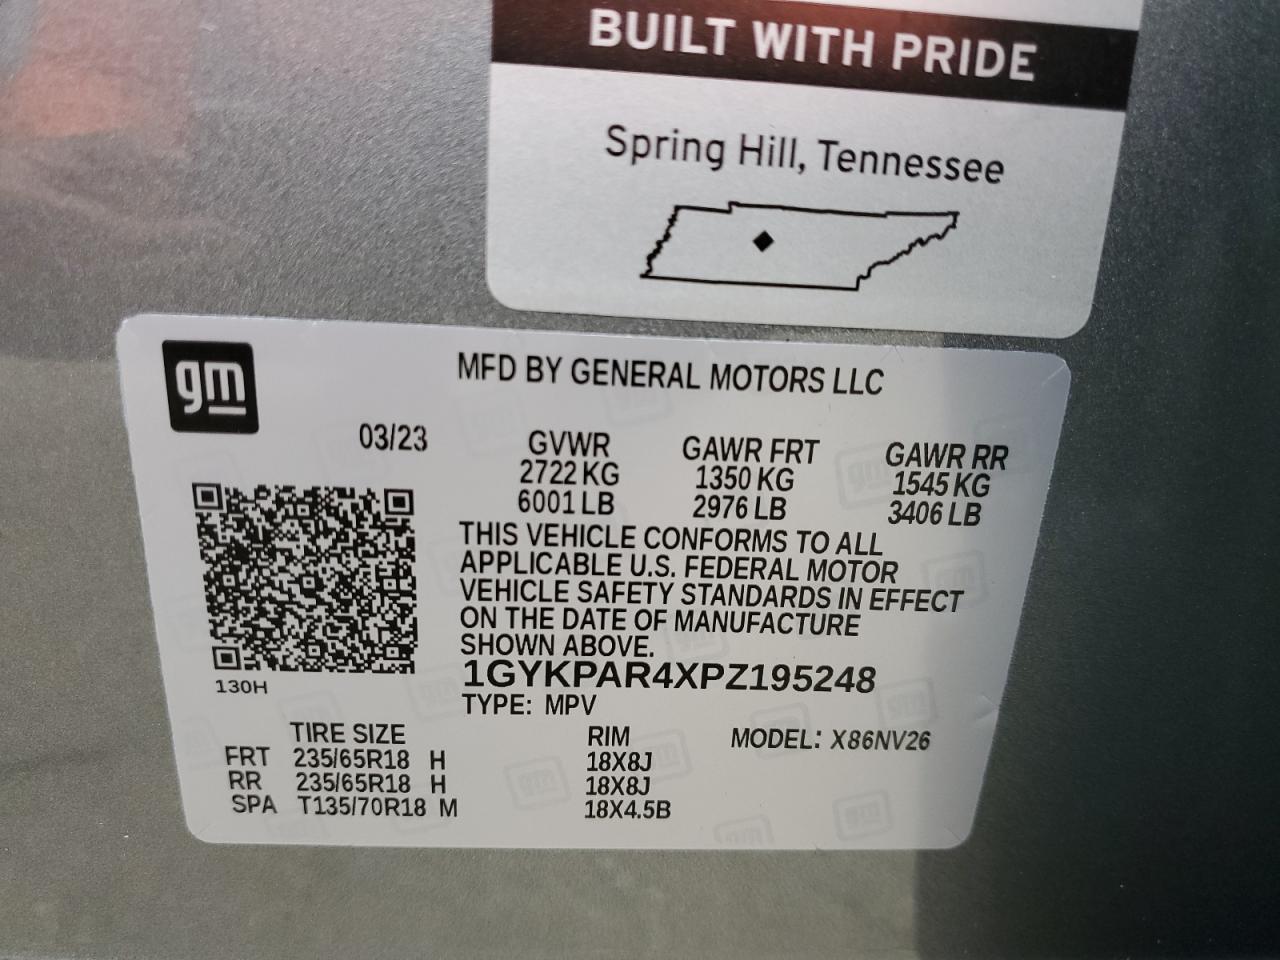 BUILT WITH PRIDE
Spring Hill, Tennessee
gm
MFD BY GENERAL MOTORS LLC
03/23
GVWR GAWR FRT GAWR RR
2722 KG 1350 KG 1545 KG
6001 LB 2976 LB 3406 LB
THIS VEHICLE CONFORMS TO ALL
APPLICABLE U.S. FEDERAL MOTOR
VEHICLE SAFETY STANDARDS IN EFFECT
ON THE DATE OF MANUFACTURE
SHOWN ABOVE.
1GYKPAR4XPZ195248
130H
TYPE: MPV
TIRE SIZE RIM MODEL: X86NV26
FRT 235/65R18 H 18X8J
RR 235/65R18 H 18X8J
SPA T135/70R18 M 18X4.5B